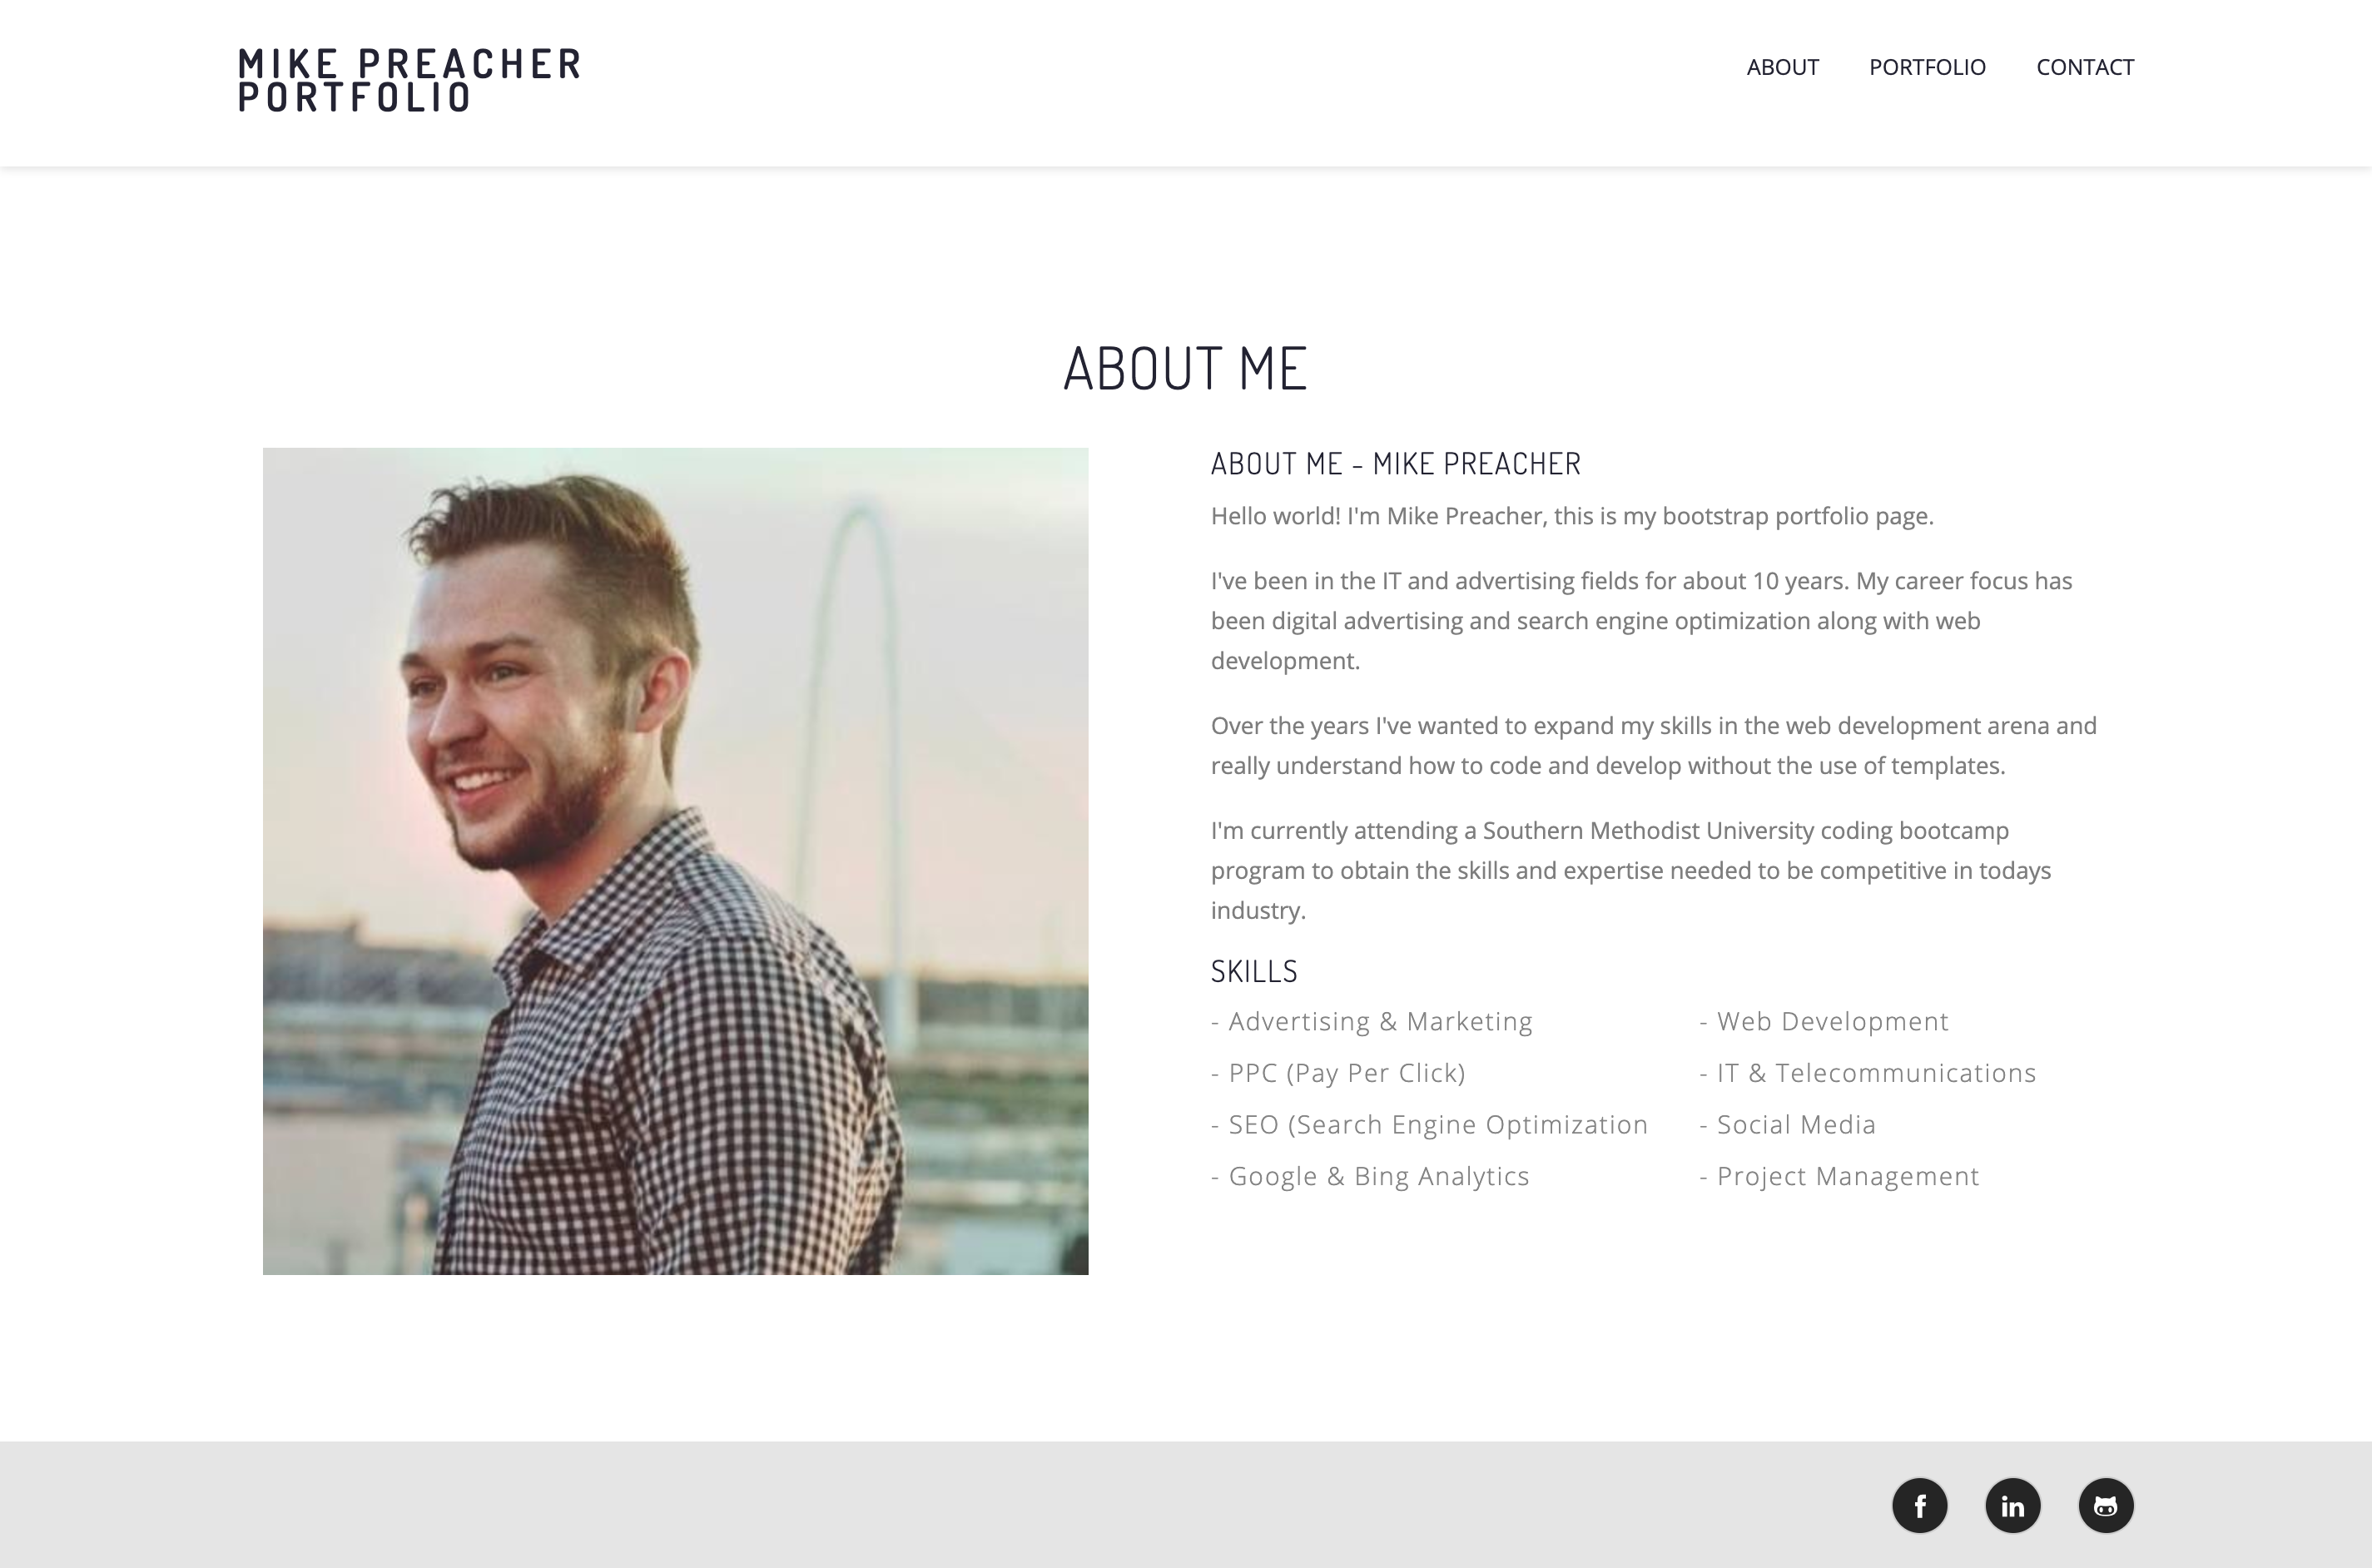 MIKE PREACHER
PORTFOLIO
ABOUT
PORTFOLIO
CONTACT
ABOUT ME
ABOUT ME – MIKE PREACHER
Hello world! I'm Mike Preacher, this is my bootstrap portfolio page.
I've been in the IT and advertising fields for about 10 years. My career focus has
been digital advertising and search engine optimization along with web
development.
Over the years I've wanted to expand my skills in the web development arena and
really understand how to code and develop without the use of templates.
I'm currently attending a Southern Methodist University coding bootcamp
program to obtain the skills and expertise needed to be competitive in todays
industry.
SKILLS
- Advertising & Marketing
- PPC (Pay Per Click)
- SEO (Search Engine Optimization
- Google & Bing Analytics
- Web Development
- IT & Telecommunications
- Social Media
- Project Management